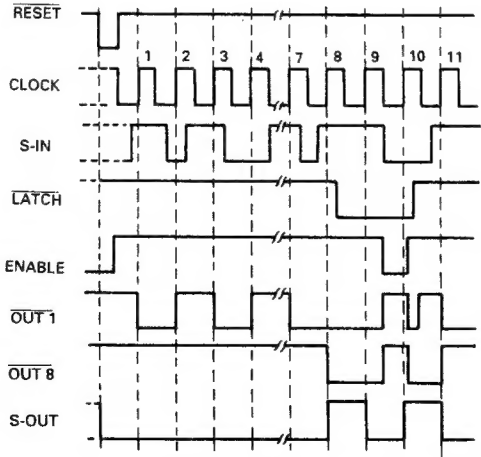 RESET
1 2 3 4 7 8 9 10 11
CLOCK
S-IN
LATCH
ENABLE
OUT 1
OUT 8
S-OUT